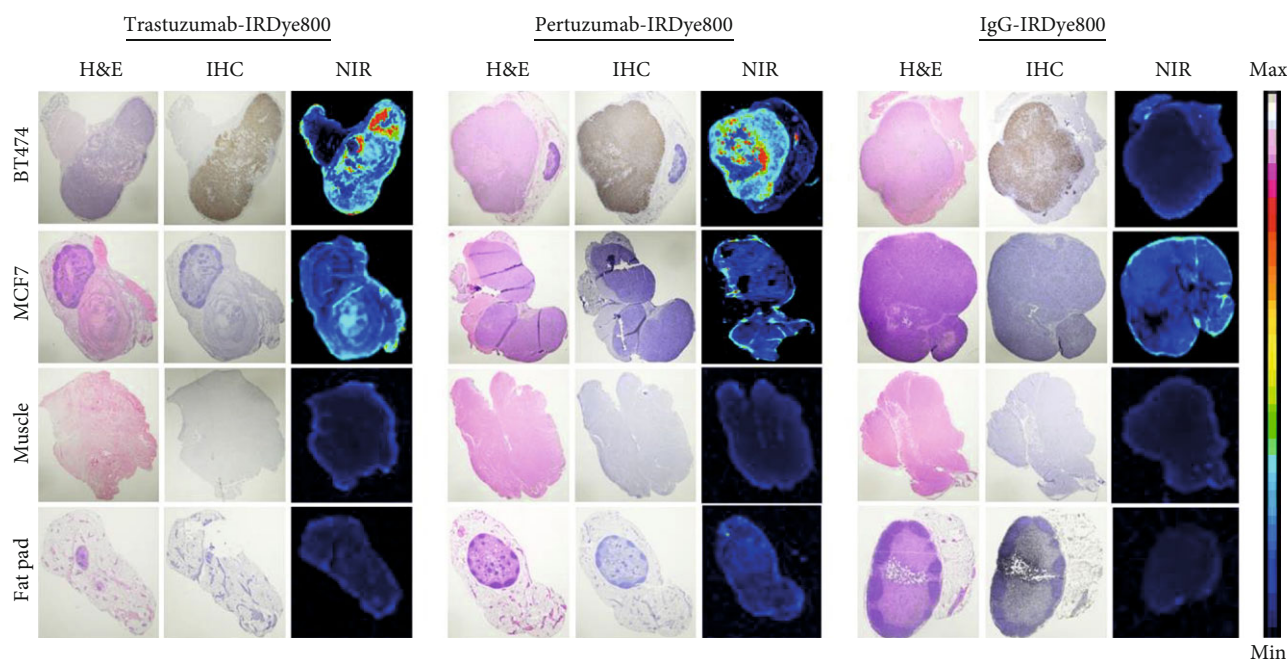 Trastuzumab-IRDye800 Pertuzumab-IRDye800 IgG-IRDye800
H&E IHC NIR H&E IHC NIR H&E IHC NIR Max
BT474
MCF7
Muscle
Fat pad
Min